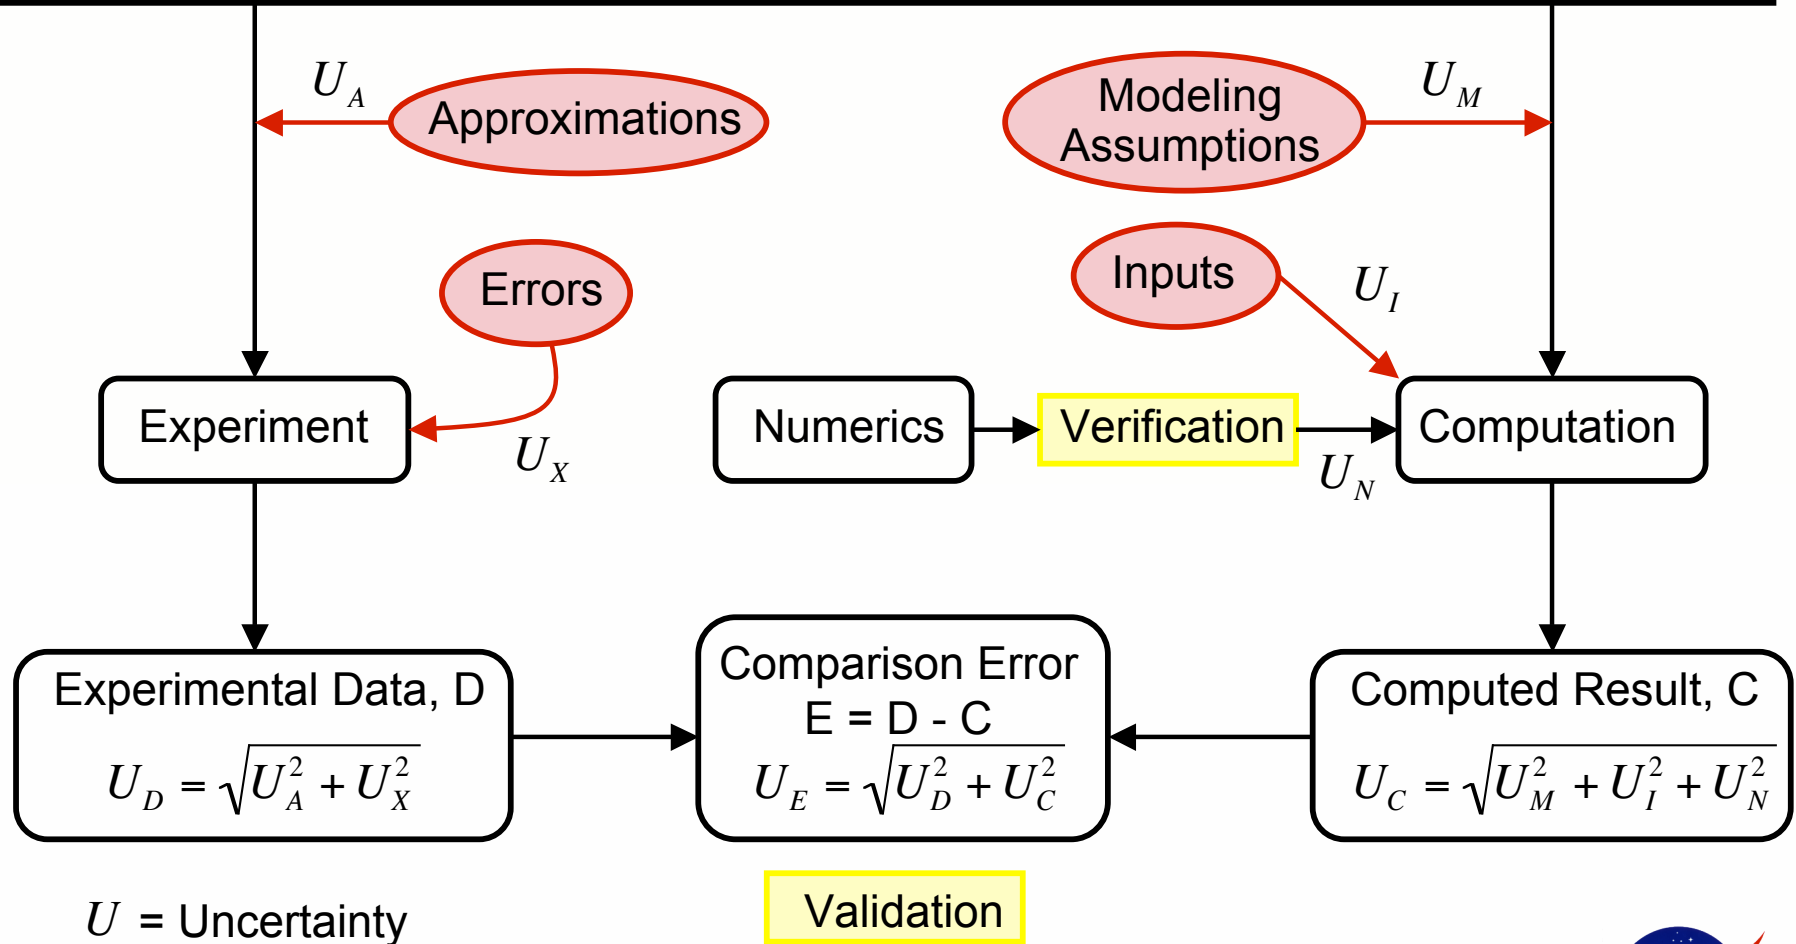 U_A
Approximations
Modeling
Assumptions
U_M
Errors
Inputs
U_I
Experiment
U_X
Numerics
Verification
U_N
Computation
Experimental Data, D
U_D = √(U_A^2 + U_X^2)
Comparison Error
E = D - C
U_E = √(U_D^2 + U_C^2)
Computed Result, C
U_C = √(U_M^2 + U_I^2 + U_N^2)
U = Uncertainty
Validation